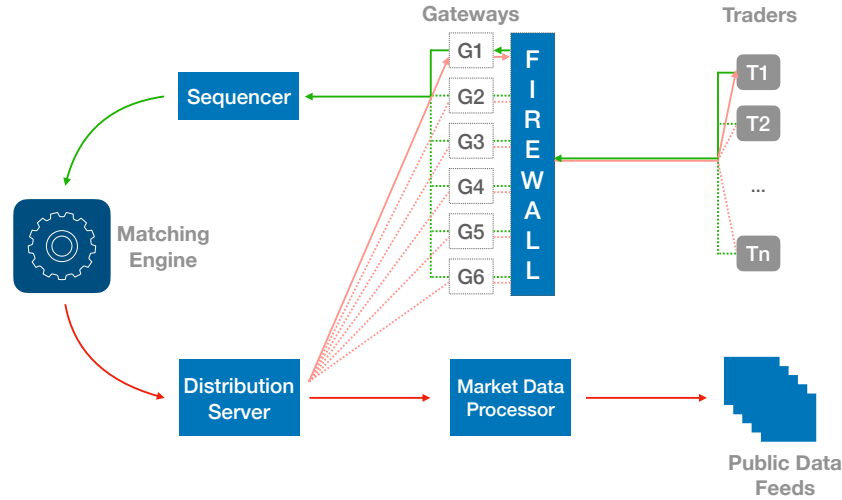 Gateways
Traders
G1
G2
G3
G4
G5
G6
F
I
R
E
W
A
L
L
T1
T2
...
Tn
Sequencer
Matching
Engine
Distribution
Server
Market Data
Processor
Public Data
Feeds